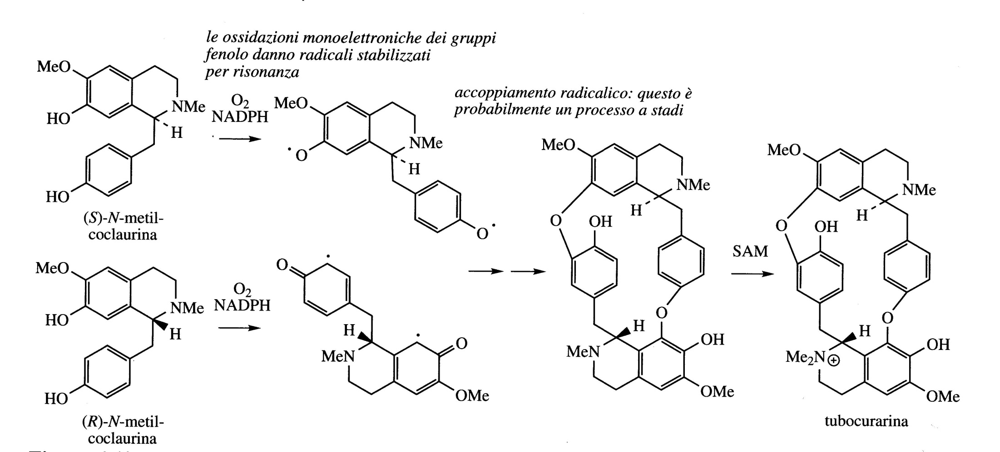 le ossidazioni monoelettroniche dei gruppi
fenolo danno radicali stabilizzati
per risonanza
accoppiamento radicalico: questo è
probabilmente un processo a stadi
MeO
HO
NMe
H
HO
(S)-N-metil-
coclaurina
O2
NADPH
MeO
•O
NMe
H
O•
MeO
HO
NMe
H
HO
(R)-N-metil-
coclaurina
O2
NADPH
O
H
MeN
O
OMe
MeO
NMe
H
O
OH
O
H
MeN
OH
OMe
SAM
MeO
NMe
H
O
OH
O
H
Me2N⊕
OH
OMe
tubocurarina